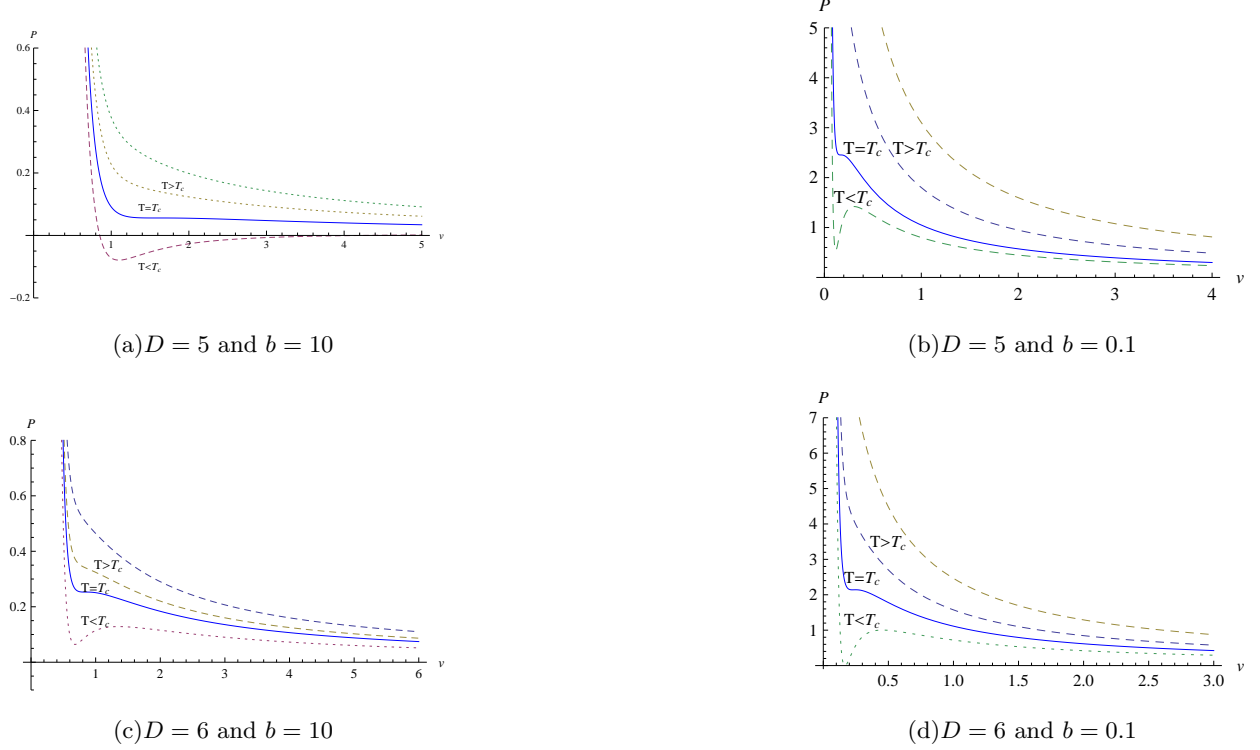 P
0.6
0.4
0.2
T>T_c
T=T_c
1 2 3 4 5 v
T<T_c
−0.2
(a)D = 5 and b = 10
P
5
4
3
T=T_c T>T_c
2
T<T_c
1
0 1 2 3 4 v
(b)D = 5 and b = 0.1
P
0.8
0.6
0.4
T>T_c
T=T_c
0.2
T<T_c
1 2 3 4 5 6 v
(c)D = 6 and b = 10
P
7
6
5
4
T>T_c
3
T=T_c
2
T<T_c
1
0.5 1.0 1.5 2.0 2.5 3.0 v
(d)D = 6 and b = 0.1